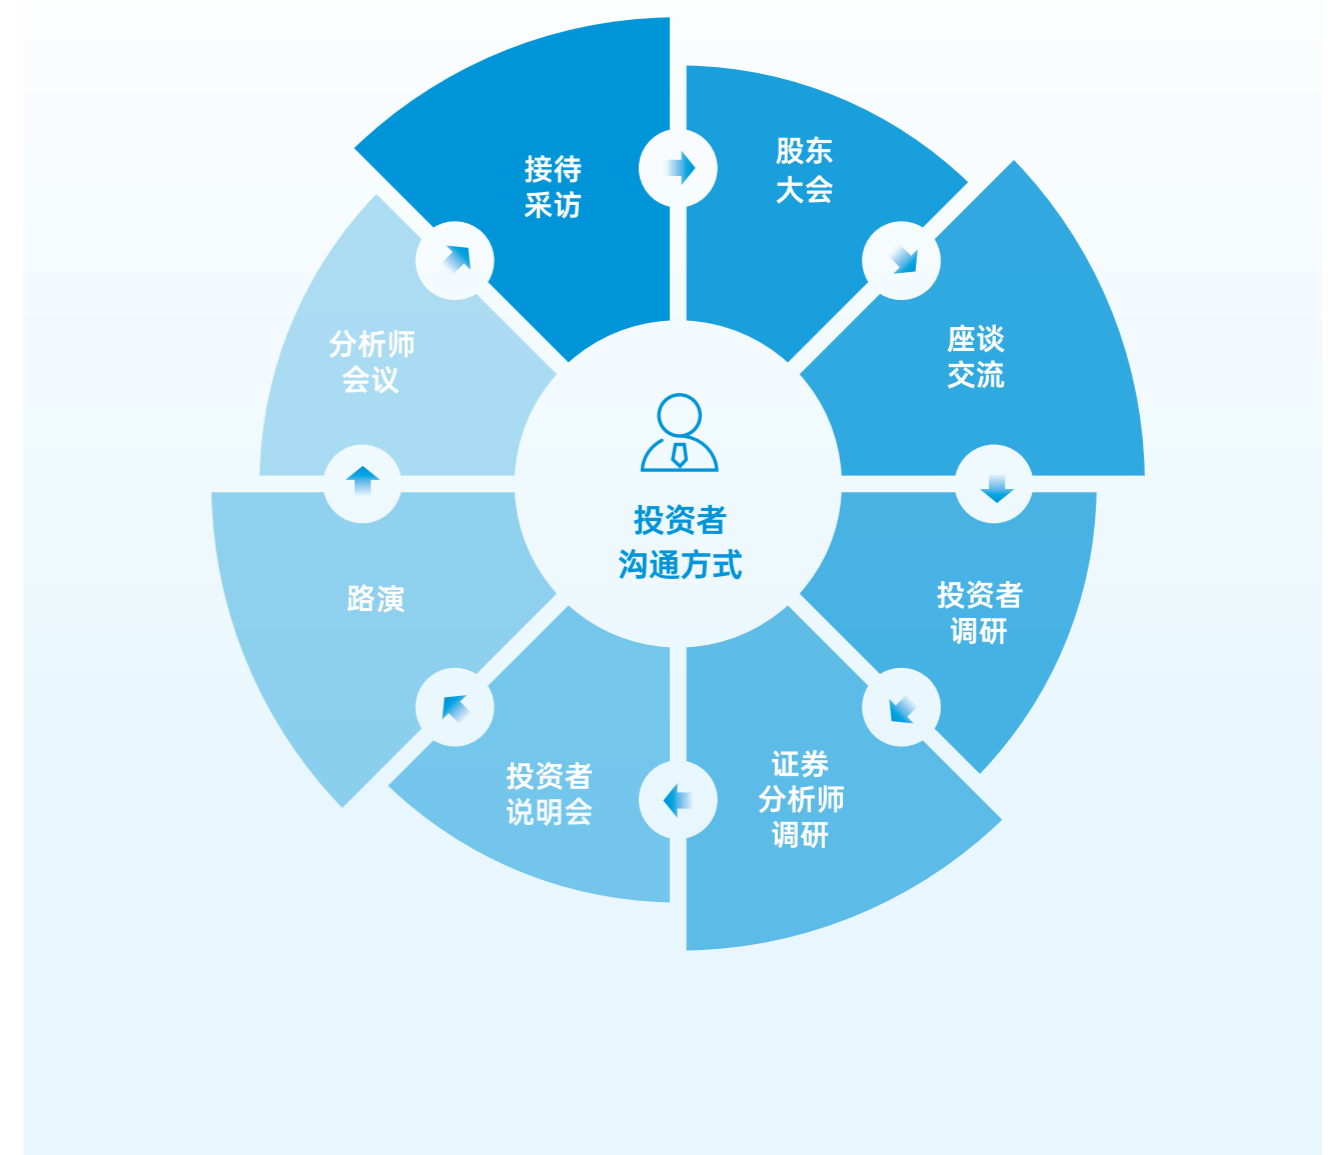 接待
采访
股东
大会
座谈
交流
投资者
调研
证券
分析师
调研
投资者
说明会
路演
分析师
会议
投资者
沟通方式